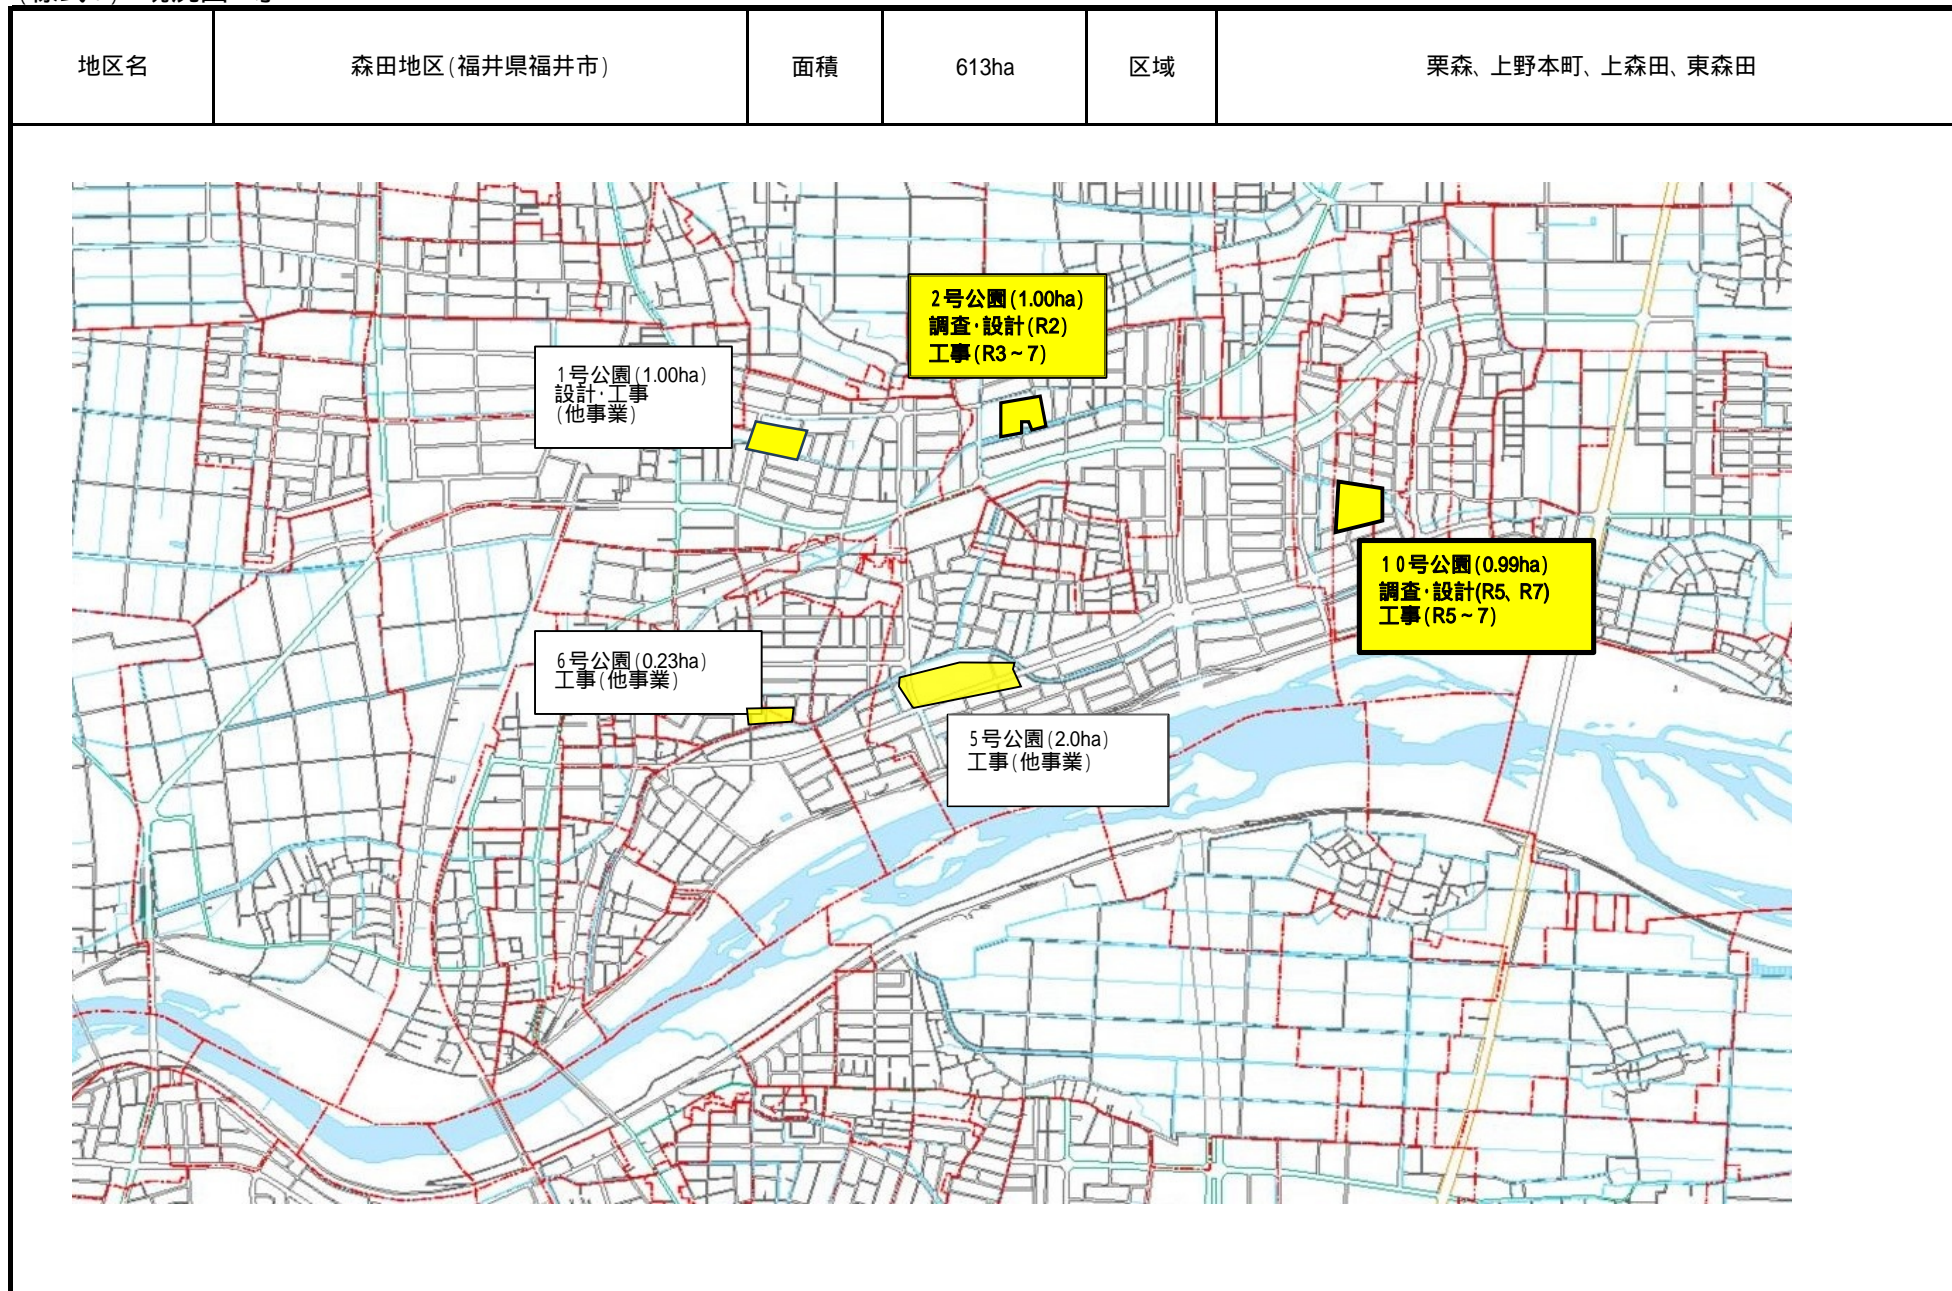 地区名 森田地区(福井県福井市) 面積 613ha 区域 栗森、上野本町、上森田、東森田
2号公園(1.00ha)
調査・設計(R2)
工事(R3~7)
1号公園(1.00ha)
設計・工事
(他事業)
10号公園(0.99ha)
調査・設計(R5、R7)
工事(R5~7)
6号公園(0.23ha)
工事(他事業)
5号公園(2.0ha)
工事(他事業)